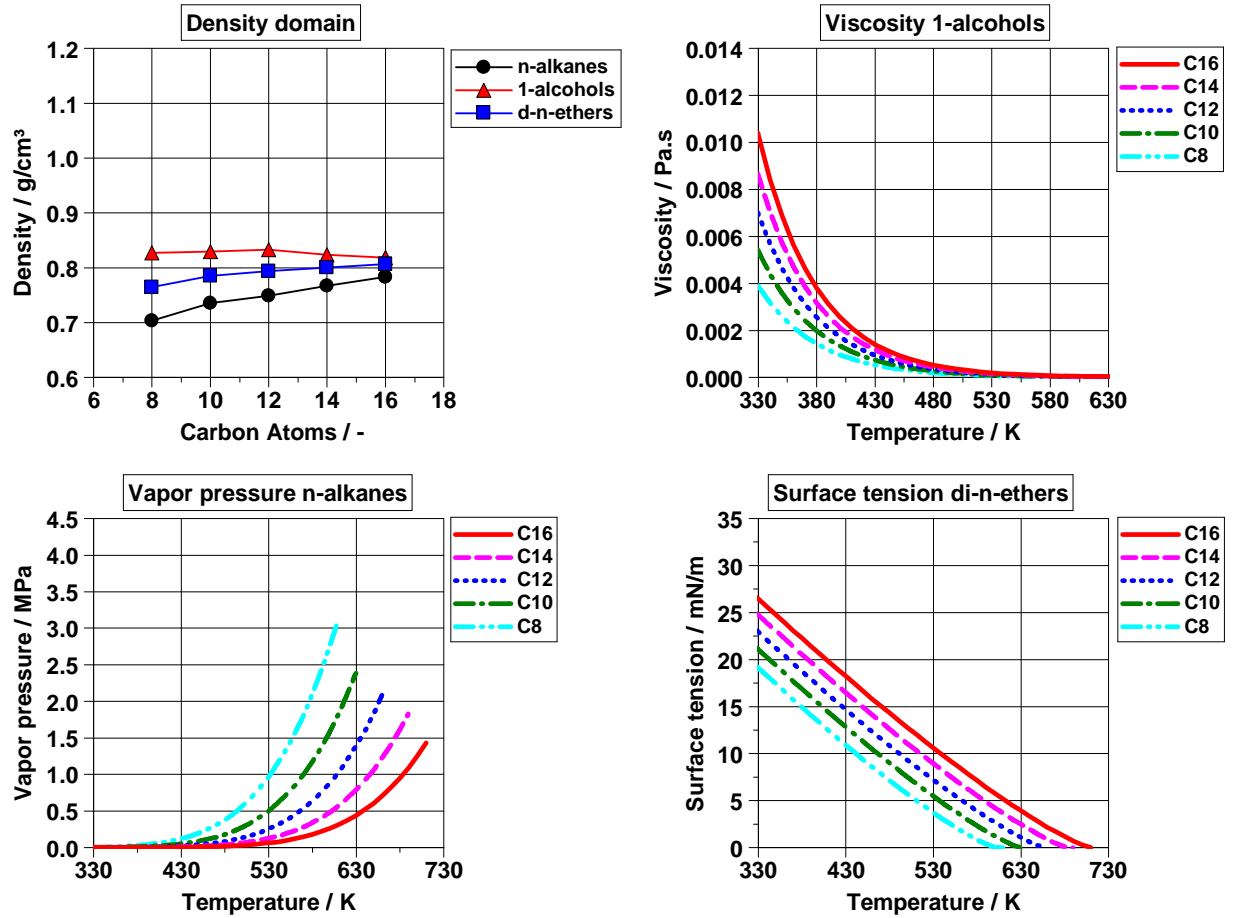 Density domain
1.2
1.1
1.0
0.9
0.8
0.7
0.6
6 8 10 12 14 16 18
Density / g/cm³
Carbon Atoms / -
n-alkanes
1-alcohols
d-n-ethers
Viscosity 1-alcohols
0.014
0.012
0.010
0.008
0.006
0.004
0.002
0.000
330 380 430 480 530 580 630
Viscosity / Pa.s
Temperature / K
C16
C14
C12
C10
C8
Vapor pressure n-alkanes
4.5
4.0
3.5
3.0
2.5
2.0
1.5
1.0
0.5
0.0
330 430 530 630 730
Vapor pressure / MPa
Temperature / K
C16
C14
C12
C10
C8
Surface tension di-n-ethers
35
30
25
20
15
10
5
0
330 430 530 630 730
Surface tension / mN/m
Temperature / K
C16
C14
C12
C10
C8